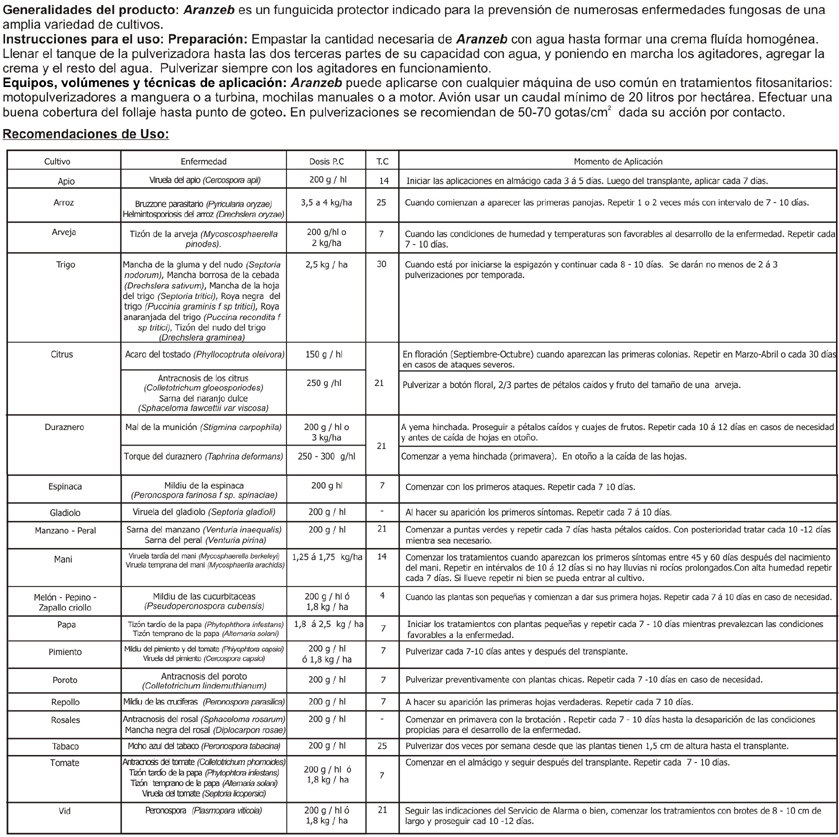 Generalidades del producto: Aranzeb es un funguicida protector indicado para la prevención de numerosas enfermedades fungosas de una
amplia variedad de cultivos.
Instrucciones para el uso: Preparación: Empastar la cantidad necesaria de Aranzeb con agua hasta formar una crema fluída homogénea.
Llenar el tanque de la pulverizadora hasta las dos terceras partes de su capacidad con agua, y poniendo en marcha los agitadores, agregar la
crema y el resto del agua. Pulverizar siempre con los agitadores en funcionamiento.
Equipos, volúmenes y técnicas de aplicación: Aranzeb puede aplicarse con cualquier máquina de uso común en tratamientos fitosanitarios:
motopulverizadores a manguera o a turbina, mochilas manuales o a motor. Avión usar un caudal mínimo de 20 litros por hectárea. Efectuar una
buena cobertura del follaje hasta punto de goteo. En pulverizaciones se recomiendan de 50-70 gotas/cm² dada su acción por contacto.
Recomendaciones de Uso:
Cultivo Enfermedad Dosis P.C T.C Momento de Aplicación
Apio Viruela del apio (Cercospora apii) 200 g / hl 14 Iniciar las aplicaciones en almácigo cada 3 á 5 días. Luego del transplante, aplicar cada 7 días.
Arroz Bruzzone parasitario (Pyricularia oryzae) 3,5 a 4 kg/ha 25 Cuando comienzan a aparecer las primeras panojas. Repetir 1 o 2 veces más con intervalo de 7 - 10 días.
Helmintosporiosis del arroz (Drechslera oryzae)
Arveja Tizón de la arveja (Mycoscosphaerella 200 g/hl o 7 Cuando las condiciones de humedad y temperaturas son favorables al desarrollo de la enfermedad. Repetir cada
pinodes). 2 kg/ha 7 - 10 días.
Trigo Mancha de la gluma y del nudo (Septoria 2,5 kg / ha 30 Cuando está por iniciarse la espigazón y continuar cada 8 - 10 días. Se darán no menos de 2 á 3
nodorum), Mancha borrosa de la cebada pulverizaciones por temporada.
(Drechslera sativum), Mancha de la hoja
del trigo (Septoria tritici), Roya negra del
trigo (Puccinia graminis f sp tritici), Roya
anaranjada del trigo (Puccina recondita f
sp tritici), Tizón del nudo del trigo
(Drechslera graminea)
Citrus Acaro del tostado (Phyllocoptruta oleivora) 150 g / hl 21 En floración (Septiembre-Octubre) cuando aparezcan las primeras colonias. Repetir en Marzo-Abril o cada 30 días
en casos de ataques severos.
Antracnosis de los citrus 250 g /hl Pulverizar a botón floral, 2/3 partes de pétalos caidos y fruto del tamaño de una arveja.
(Colletotrichum gloeosporiodes)
Sarna del naranjo dulce
(Sphaceloma fawcettii var viscosa)
Duraznero Mal de la munición (Stigmina carpophila) 200 g / hl o 21 A yema hinchada. Proseguir a pétalos caídos y cuajes de frutos. Repetir cada 10 á 12 días en casos de necesidad
3 kg/ha y antes de caída de hojas en otoño.
Torque del duraznero (Taphrina deformans) 250 - 300 g/hl Comenzar a yema hinchada (primavera). En otoño a la caída de las hojas.
Espinaca Mildiu de la espinaca 200 g hl 7 Comenzar con los primeros ataques. Repetir cada 7 10 días.
(Peronospora farinosa f sp. spinaciae)
Gladiolo Viruela del gladiolo (Septoria gladioli) 200 g / hl - Al hacer su aparición los primeros síntomas. Repetir cada 7 á 10 días.
Manzano - Peral Sarna del manzano (Venturia inaequalis) 200 g / hl 21 Comenzar a puntas verdes y repetir cada 7 días hasta pétalos caidos. Con posterioridad tratar cada 10 -12 días
Sarna del peral (Venturia pirina) mientra sea necesario.
Mani Viruela tardía del mani (Mycosphaerella berkeleyi) 1,25 á 1,75 kg/ha 14 Comenzar los tratamientos cuando aparezcan los primeros síntomas entre 45 y 60 días después del nacimiento
Viruela temprana del mani (Mycosphaerlla arachidis) del mani. Repetir en intérvalos de 10 á 12 días si no hay lluvias ni rocíos prolongados.Con alta humedad repetir
cada 7 días. Si llueve repetir ni bien se pueda entrar al cultivo.
Melón - Pepino - Mildiu de las cucurbitaceas 200 g / hl ó 4 Cuando las plantas son pequeñas y comienzan a dar sus primera hojas. Repetir cada 7 á 10 días en caso de necesidad.
Zapallo criollo (Pseudoperonospora cubensis) 1,8 kg / ha
Papa Tizón tardio de la papa (Phytophthora infestans) 1,8 á 2,5 kg / ha 7 Iniciar los tratamientos con plantas pequeñas y repetir cada 7 - 10 días mientras prevalezcan las condiciones
Tizón temprano de la papa (Alternaria solani) favorables a la enfermedad.
Pimiento Mildiu del pimiento y del tomate (Phiyophtora capsici) 200 g / hl 7 Pulverizar cada 7-10 días antes y después del transplante.
Viruela del pimiento (Cercospora capsici) ó 1,8 kg / ha
Poroto Antracnosis del poroto 200 g / hl 7 Pulverizar preventivamente con plantas chicas. Repetir cada 7 -10 días en caso de necesidad.
(Colletotrichum lindemuthianum)
Repollo Mildiu de las cruciferas (Peronospora parasilica) 200 g / hl 7 A hacer su aparición las primeras hojas verdaderas. Repetir cada 7 10 días.
Rosales Antracnosis del rosal (Sphaceloma rosarum) 200 g / hl - Comenzar en primavera con la brotación . Repetir cada 7 - 10 días hasta la desaparición de las condiciones
Mancha negra del rosal (Diplocarpon rosae) propicias para el desarrollo de la enfermedad.
Tabaco Moho azul del tabaco (Peronospora tabacina) 200 g / hl 25 Pulverizar dos veces por semana desde que las plantas tienen 1,5 cm de altura hasta el transplante.
Tomate Antracnosis del tomate (Colletotrichum phomoides) 200 g / hl ó 7 Comenzar en el almácigo y seguir después del transplante. Repetir cada 7 - 10 días.
Tizón tardío de la papa (Phytophtora infestans) 1,8 kg / ha
Tizón temprano de la papa (Alternaria solani)
Viruela del tomate (Septoria licopersici)
Vid Peronospora (Plasmopara viticola) 200 g / hl ó 21 Seguir las indicaciones del Servicio de Alarma o bien, comenzar los tratramientos con brotes de 8 - 10 cm de
1,8 kg / ha largo y proseguir cad 10 -12 días.